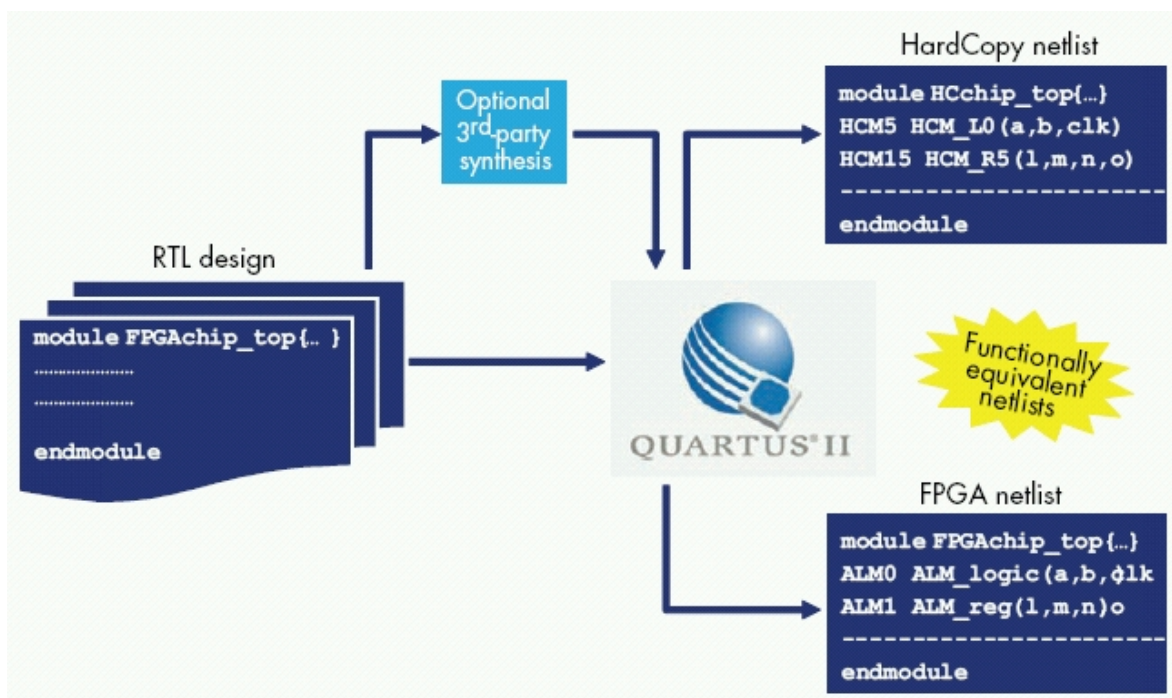 HardCopy netlist
module HCchip_top{…}
HCM5 HCM_L0(a,b,clk)
HCM15 HCM_R5(l,m,n,o)
------------------------
endmodule
Optional
3rd-party
synthesis
RTL design
module FPGAchip_top{… }
......................
......................
endmodule
QUARTUS® II
Functionally
equivalent
netlists
FPGA netlist
module FPGAchip_top{…}
ALM0 ALM_logic(a,b,clk
ALM1 ALM_reg(l,m,n)o
------------------------
endmodule